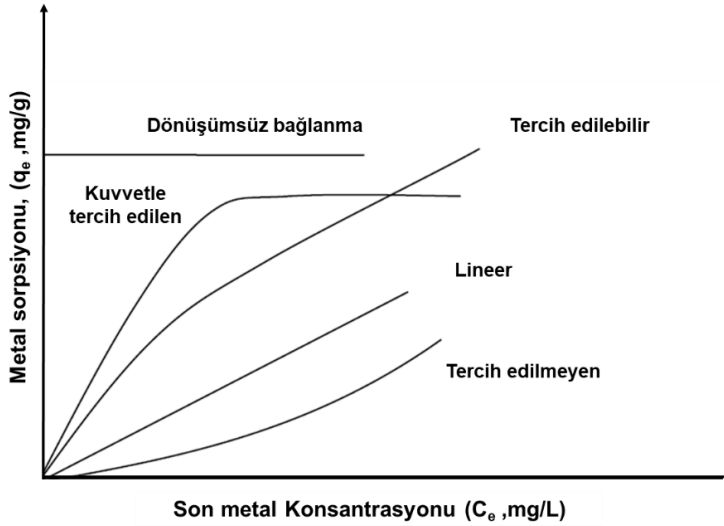 Dönüşümsüz bağlanma
Tercih edilebilir
Kuvvetle
tercih edilen
Lineer
Tercih edilmeyen
Metal sorpsiyonu, (qe ,mg/g)
Son metal Konsantrasyonu (Ce ,mg/L)